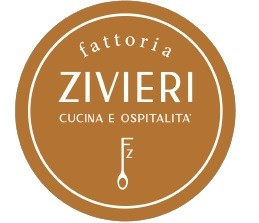 fattoria
ZIVIERI
CUCINA E OSPITALITA'
FZ